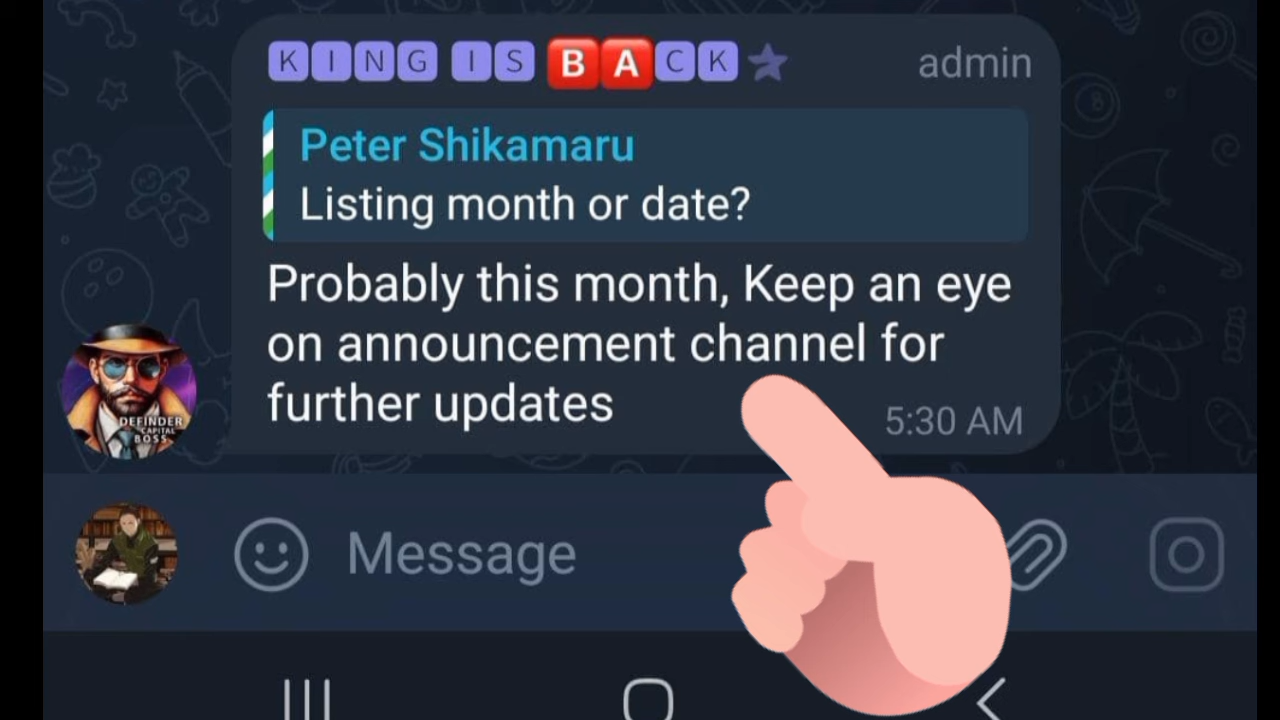 KING IS BACK admin
Peter Shikamaru
Listing month or date?
Probably this month, Keep an eye
on announcement channel for
further updates
5:30 AM
DEFINDER
CAPITAL
BOSS
Message